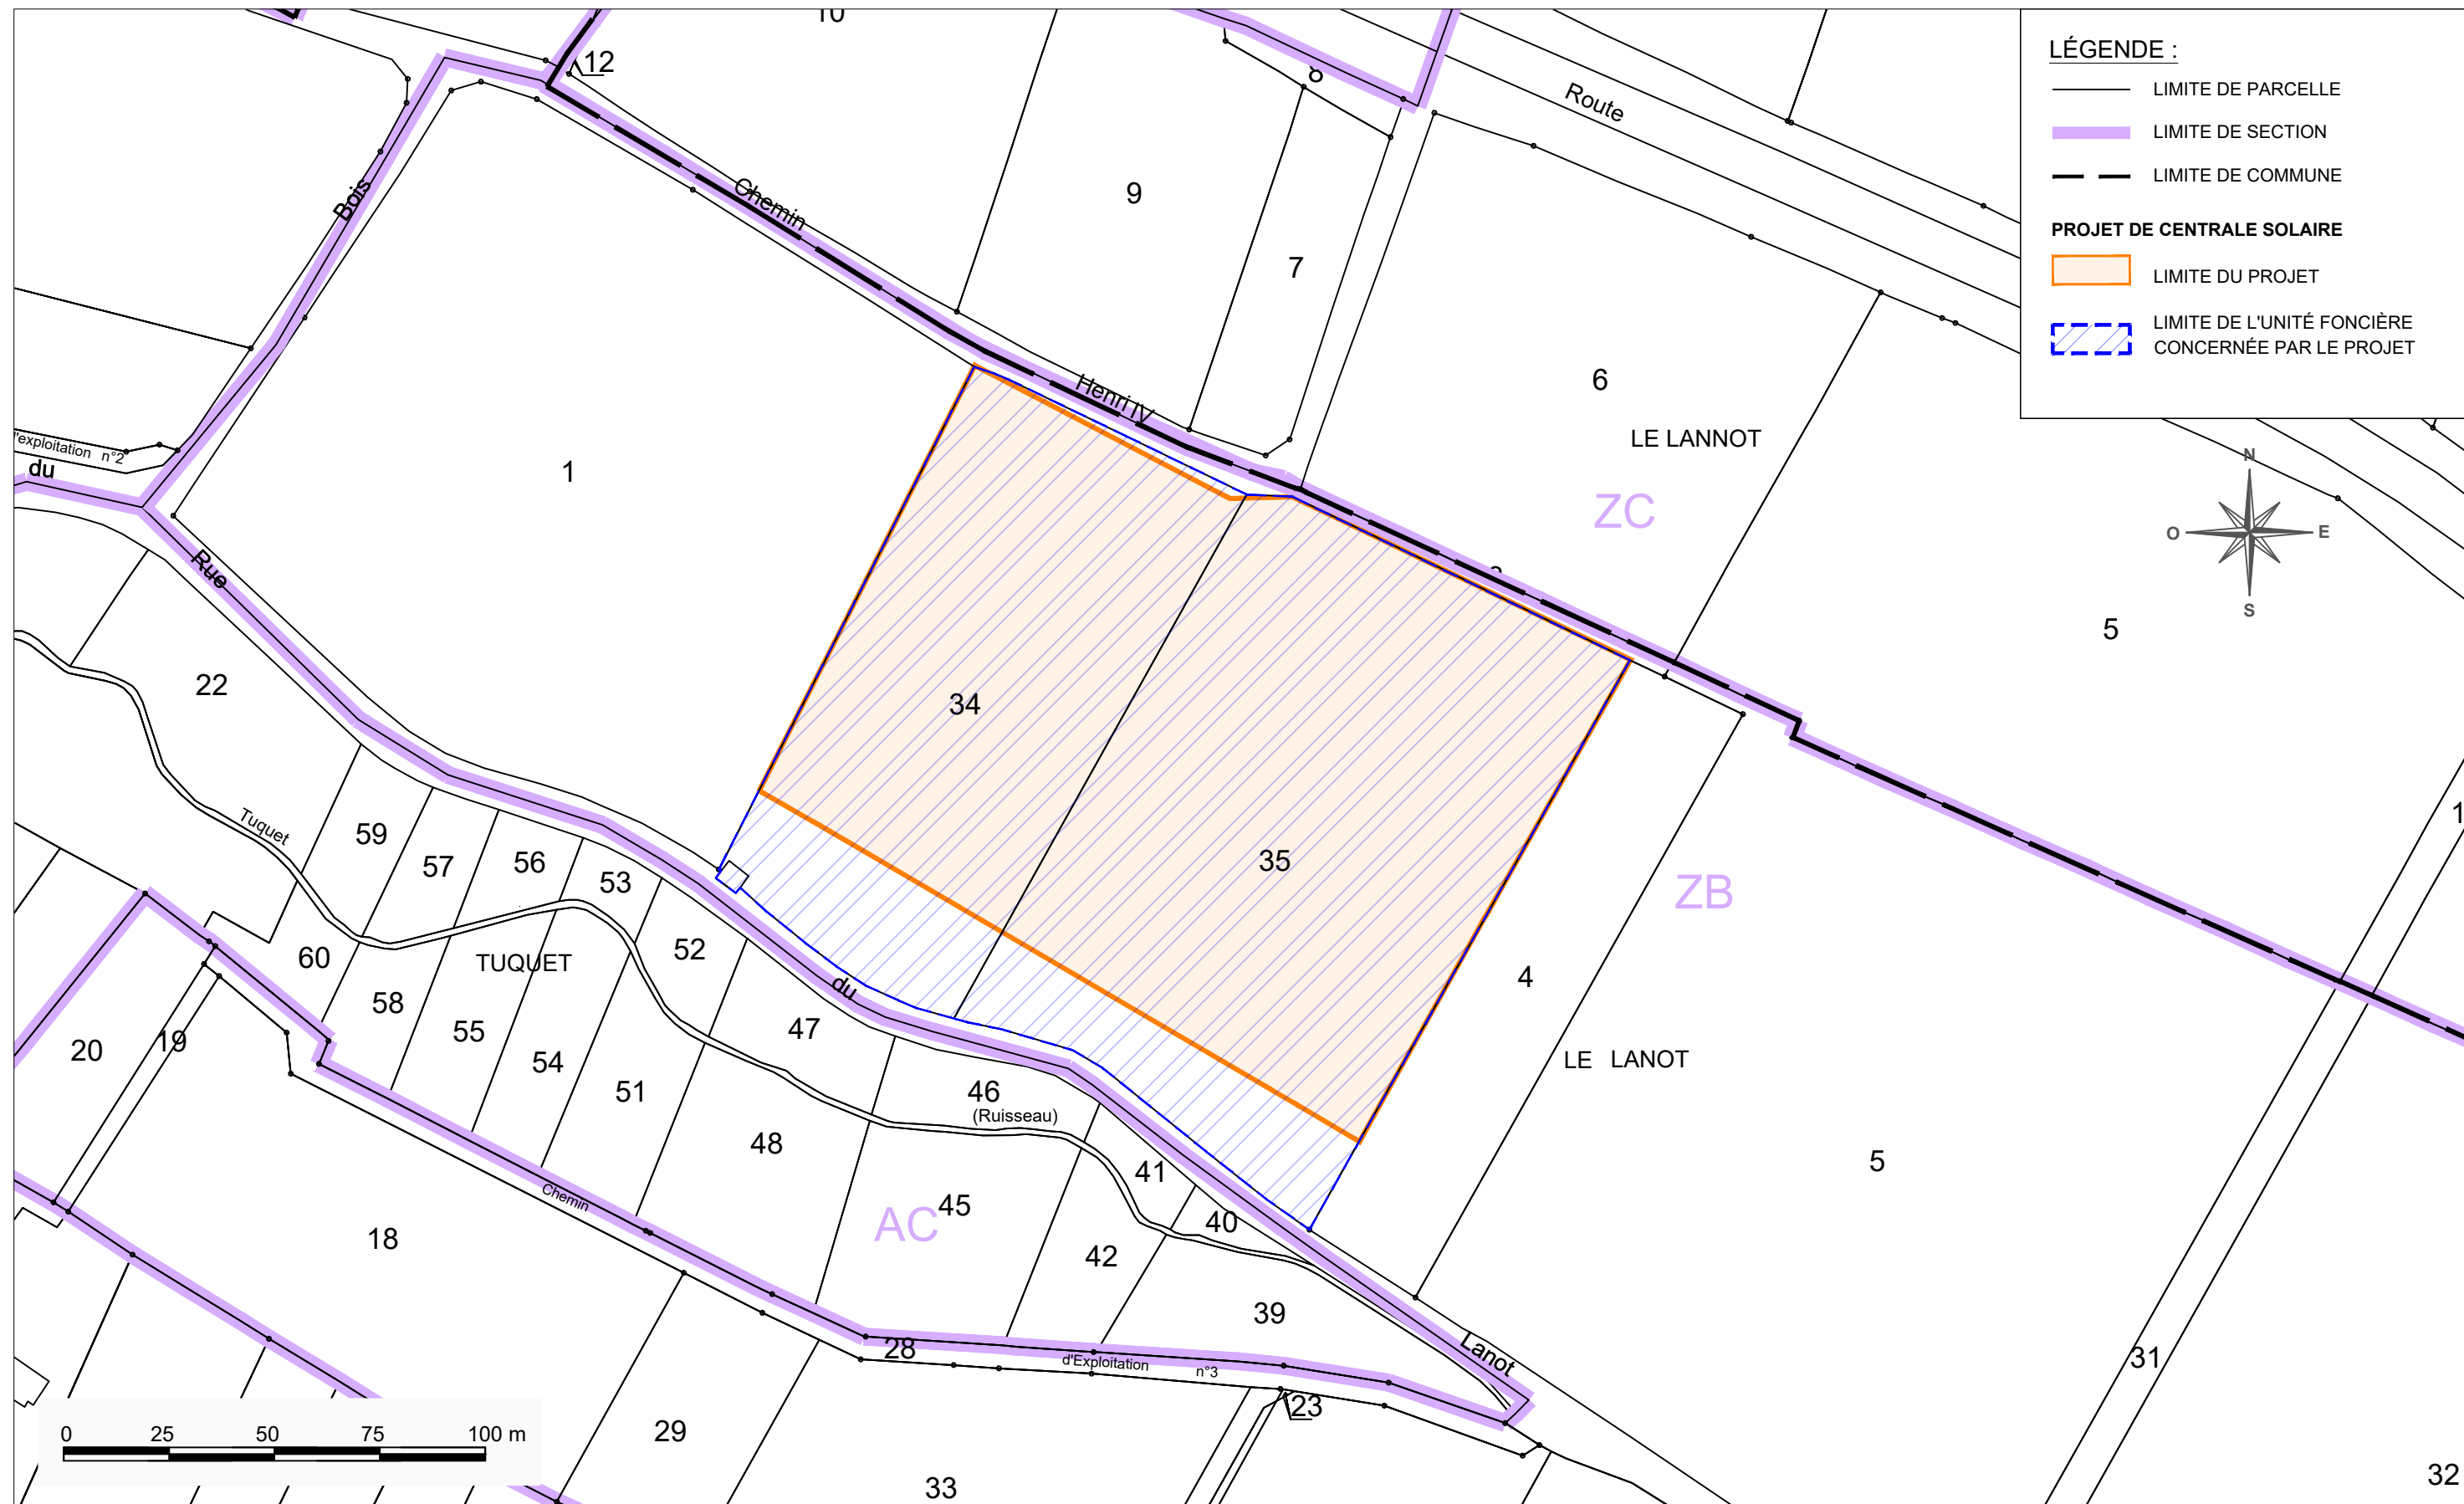 10
12
LÉGENDE :
LIMITE DE PARCELLE
LIMITE DE SECTION
LIMITE DE COMMUNE
PROJET DE CENTRALE SOLAIRE
LIMITE DU PROJET
LIMITE DE L'UNITÉ FONCIÈRE
CONCERNÉE PAR LE PROJET
Route
Bois
Chemin
9
7
Henri IV
6
LE LANNOT
ZC
N
O
E
S
5
1
'exploitation n°2
du
Rue
22
34
35
Tuquet
59
57
56
53
52
60
TUQUET
58
55
54
51
47
du
46
(Ruisseau)
48
45
AC
41
40
42
39
ZB
4
LE LANOT
5
1
20
19
18
Chemin
28
d'Exploitation n°3
Lanot
23
31
32
29
33
0 25 50 75 100 m